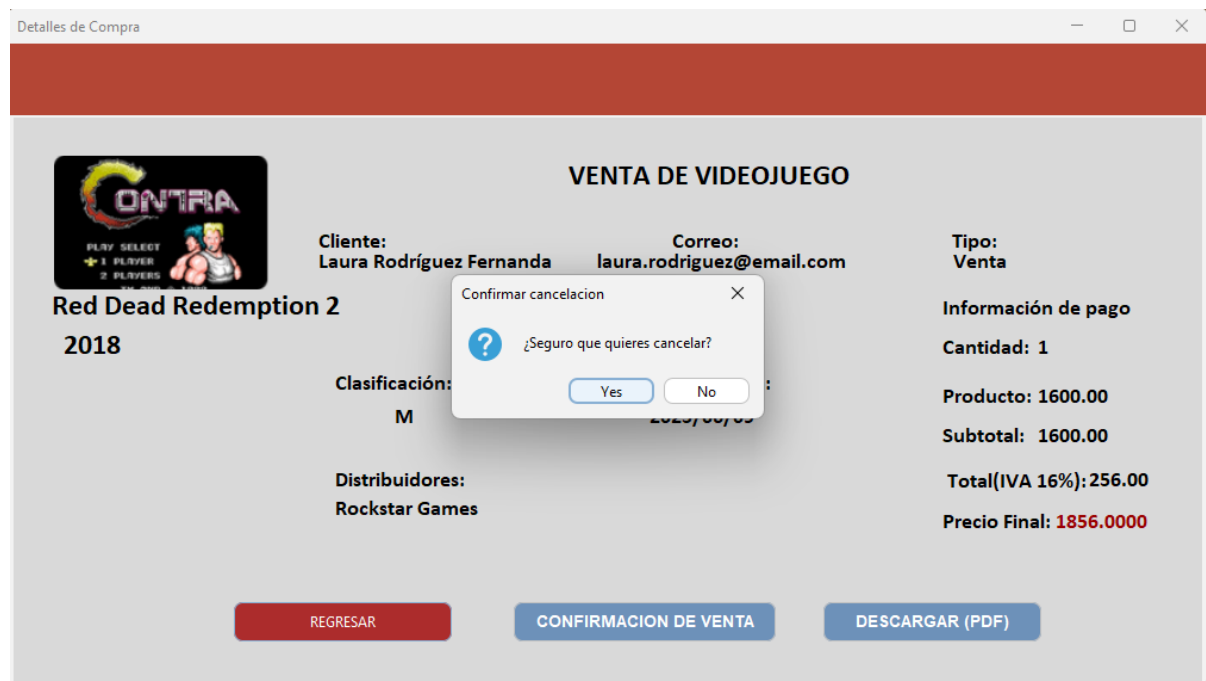 Detalles de Compra
VENTA DE VIDEOJUEGO
CONTRA
PLAY SELECT
1 PLAYER
2 PLAYERS
Cliente:
Laura Rodríguez Fernanda
Correo:
laura.rodriguez@email.com
Tipo:
Venta
Red Dead Redemption 2
2018
Confirmar cancelacion
¿Seguro que quieres cancelar?
Yes
No
Clasificación:
M
Distribuidores:
Rockstar Games
Información de pago
Cantidad: 1
Producto: 1600.00
Subtotal: 1600.00
Total(IVA 16%): 256.00
Precio Final: 1856.0000
REGRESAR
CONFIRMACION DE VENTA
DESCARGAR (PDF)